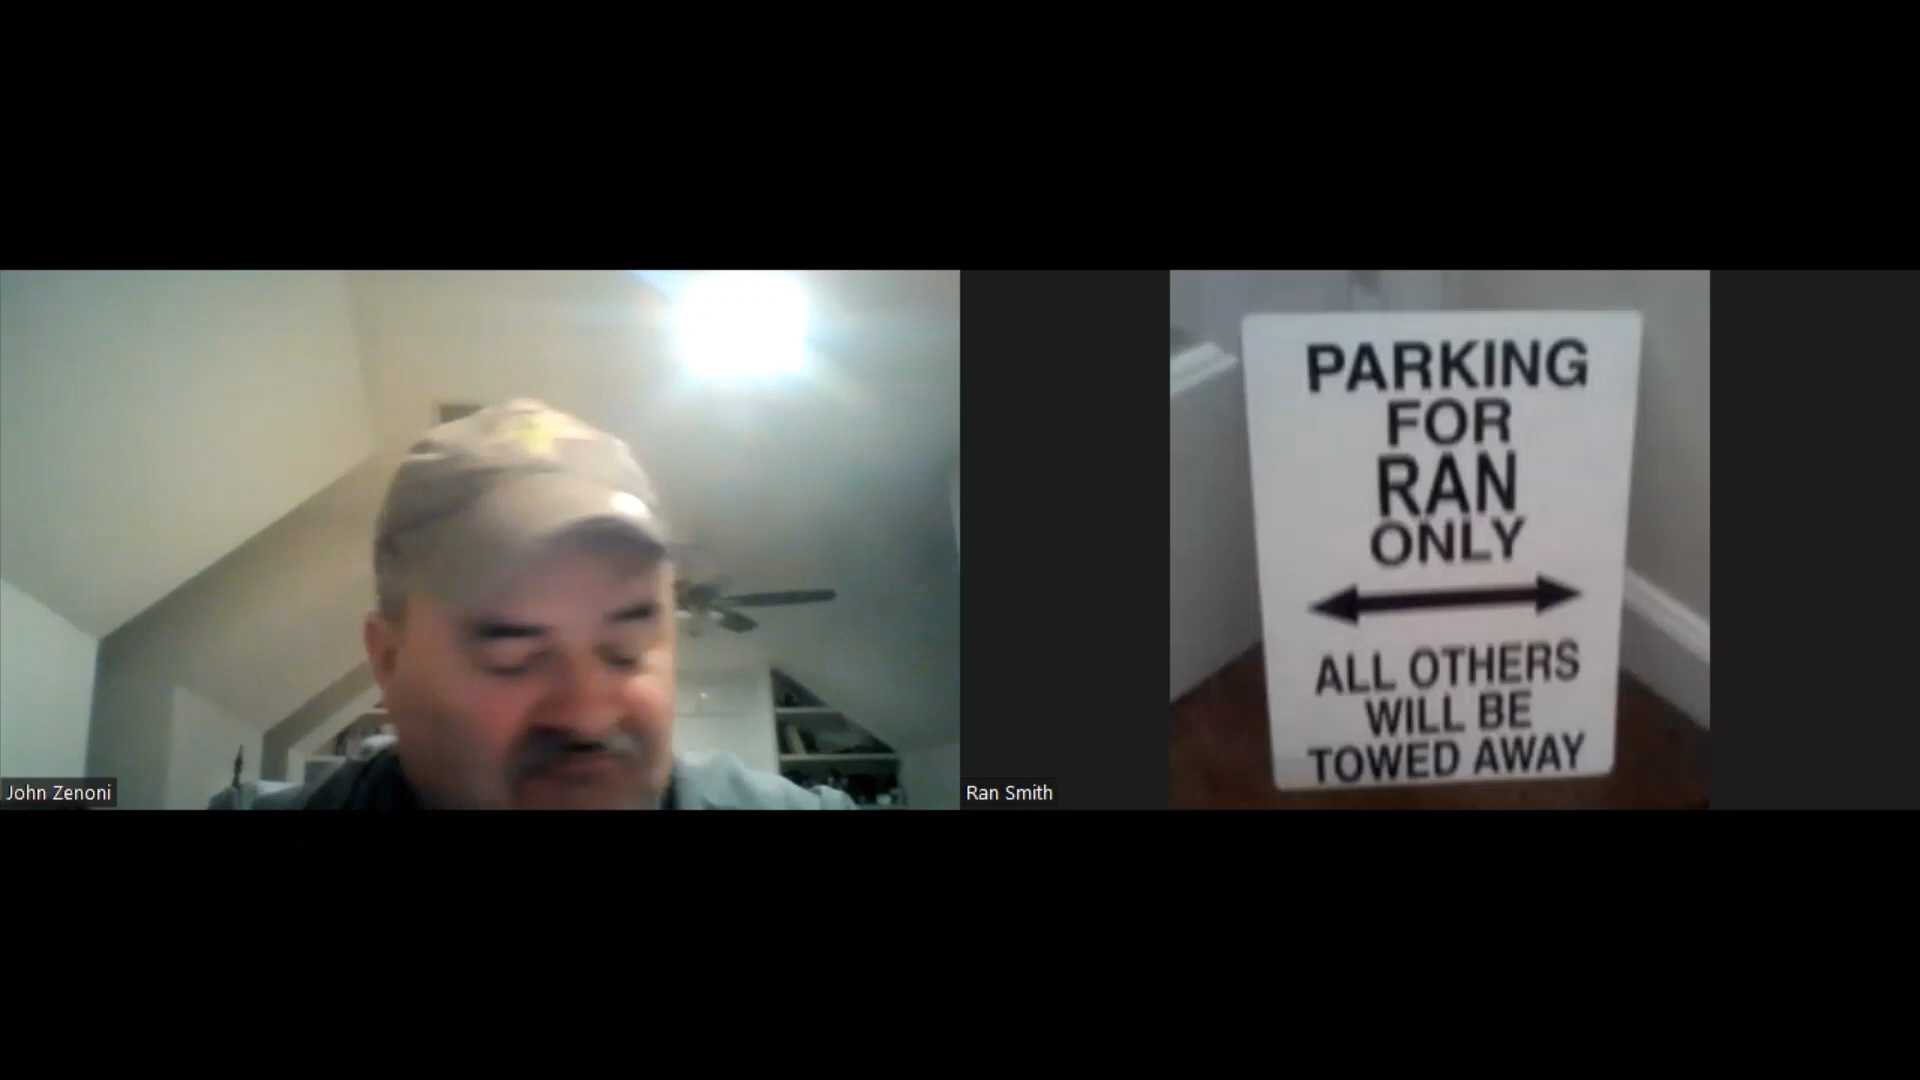 John Zenoni
PARKING
FOR
RAN
ONLY
ALL OTHERS
WILL BE
TOWED AWAY
Ran Smith